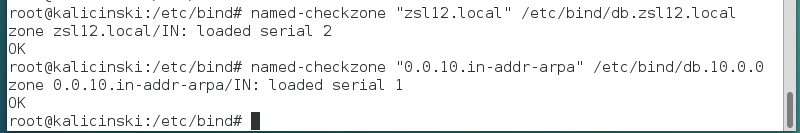 root@kalicinski:/etc/bind# named-checkzone "zsl12.local" /etc/bind/db.zsl12.local
zone zsl12.local/IN: loaded serial 2
OK
root@kalicinski:/etc/bind# named-checkzone "0.0.10.in-addr-arpa" /etc/bind/db.10.0.0
zone 0.0.10.in-addr-arpa/IN: loaded serial 1
OK
root@kalicinski:/etc/bind#